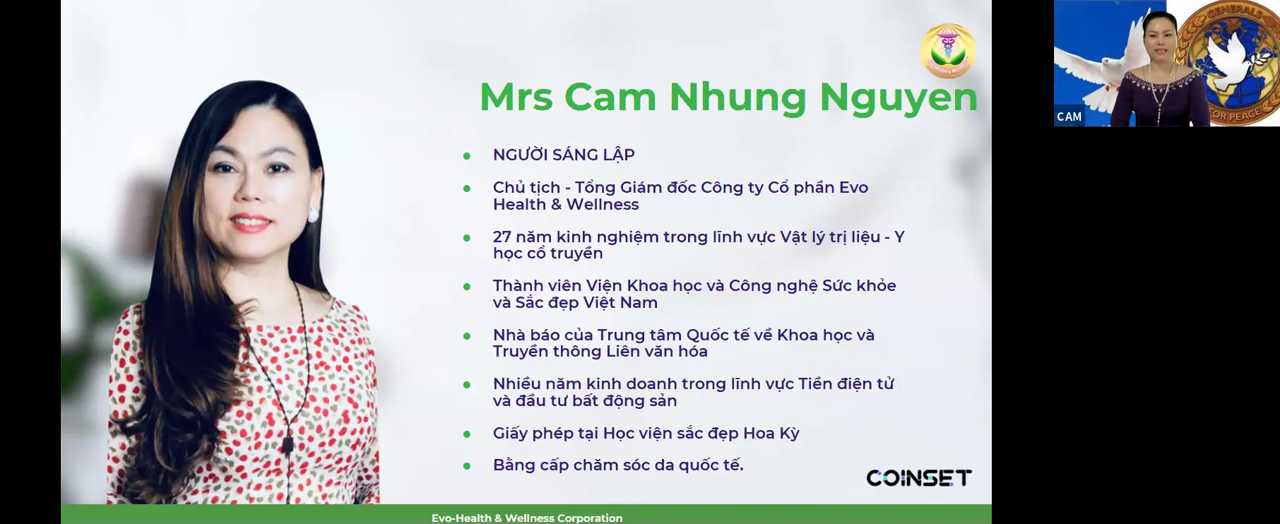 Mrs Cam Nhung Nguyen
NGƯỜI SÁNG LẬP
Chủ tịch - Tổng Giám đốc Công ty Cổ phần Evo
Health & Wellness
27 năm kinh nghiệm trong lĩnh vực Vật lý trị liệu - Y
học cổ truyền
Thành viên Viện Khoa học và Công nghệ Sức khỏe
và Sắc đẹp Việt Nam
Nhà báo của Trung tâm Quốc tế về Khoa học và
Truyền thông Liên văn hóa
Nhiều năm kinh doanh trong lĩnh vực Tiền điện tử
và đầu tư bất động sản
Giấy phép tại Học viện sắc đẹp Hoa Kỳ
Bằng cấp chăm sóc da quốc tế.
COINSET
Evo-Health & Wellness Corporation
GENERALS
FOR PEACE
CAM